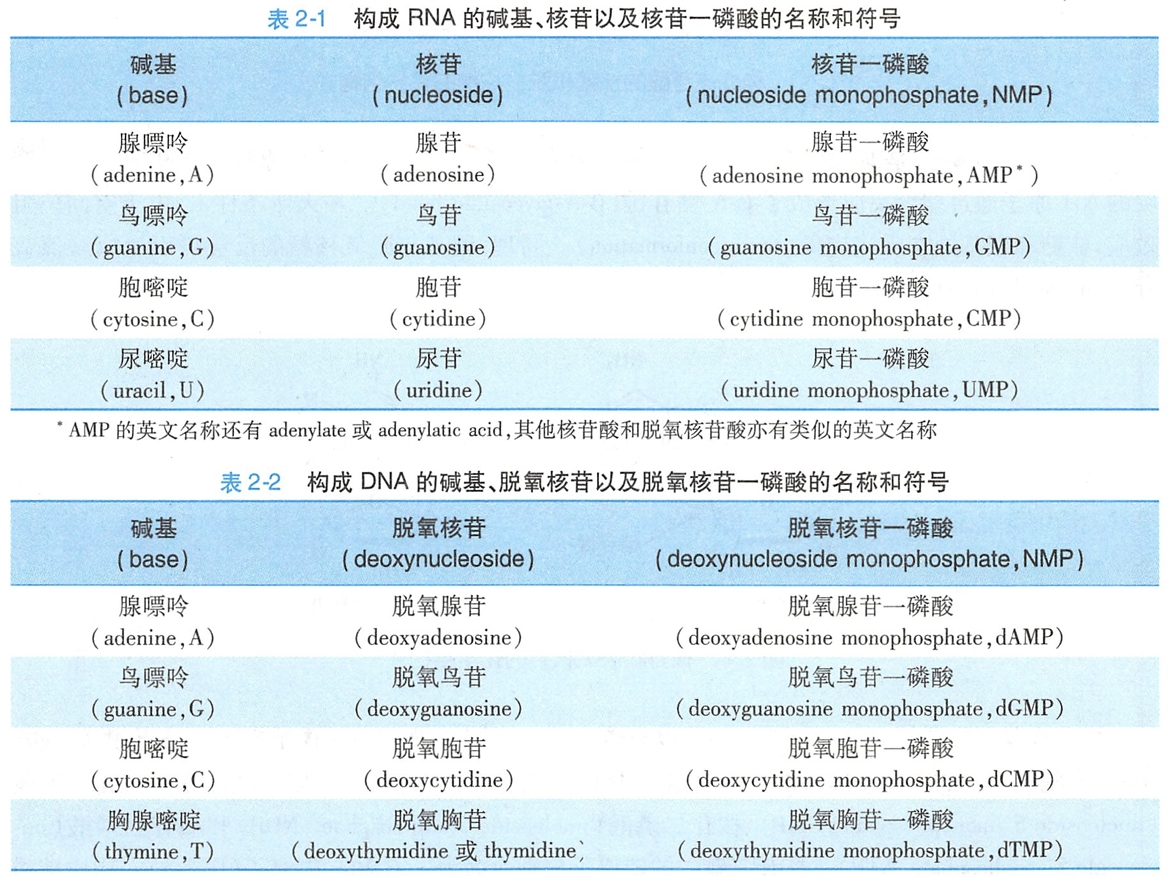 表 2-1 构成 RNA 的碱基、核苷以及核苷一磷酸的名称和符号
碱基 核苷 核苷一磷酸
(base) (nucleoside) (nucleoside monophosphate,NMP)
腺嘌呤 腺苷 腺苷一磷酸
(adenine,A) (adenosine) (adenosine monophosphate,AMP*)
鸟嘌呤 鸟苷 鸟苷一磷酸
(guanine,G) (guanosine) (guanosine monophosphate,GMP)
胞嘧啶 胞苷 胞苷一磷酸
(cytosine,C) (cytidine) (cytidine monophosphate,CMP)
尿嘧啶 尿苷 尿苷一磷酸
(uracil,U) (uridine) (uridine monophosphate,UMP)
*AMP 的英文名称还有 adenylate 或 adenylatic acid,其他核苷酸和脱氧核苷酸亦有类似的英文名称
表 2-2 构成 DNA 的碱基、脱氧核苷以及脱氧核苷一磷酸的名称和符号
碱基 脱氧核苷 脱氧核苷一磷酸
(base) (deoxynucleoside) (deoxynucleoside monophosphate,NMP)
腺嘌呤 脱氧腺苷 脱氧腺苷一磷酸
(adenine,A) (deoxyadenosine) (deoxyadenosine monophosphate,dAMP)
鸟嘌呤 脱氧鸟苷 脱氧鸟苷一磷酸
(guanine,G) (deoxyguanosine) (deoxyguanosine monophosphate,dGMP)
胞嘧啶 脱氧胞苷 脱氧胞苷一磷酸
(cytosine,C) (deoxycytidine) (deoxycytidine monophosphate,dCMP)
胸腺嘧啶 脱氧胸苷 脱氧胸苷一磷酸
(thymine,T) (deoxythymidine 或 thymidine) (deoxythymidine monophosphate,dTMP)